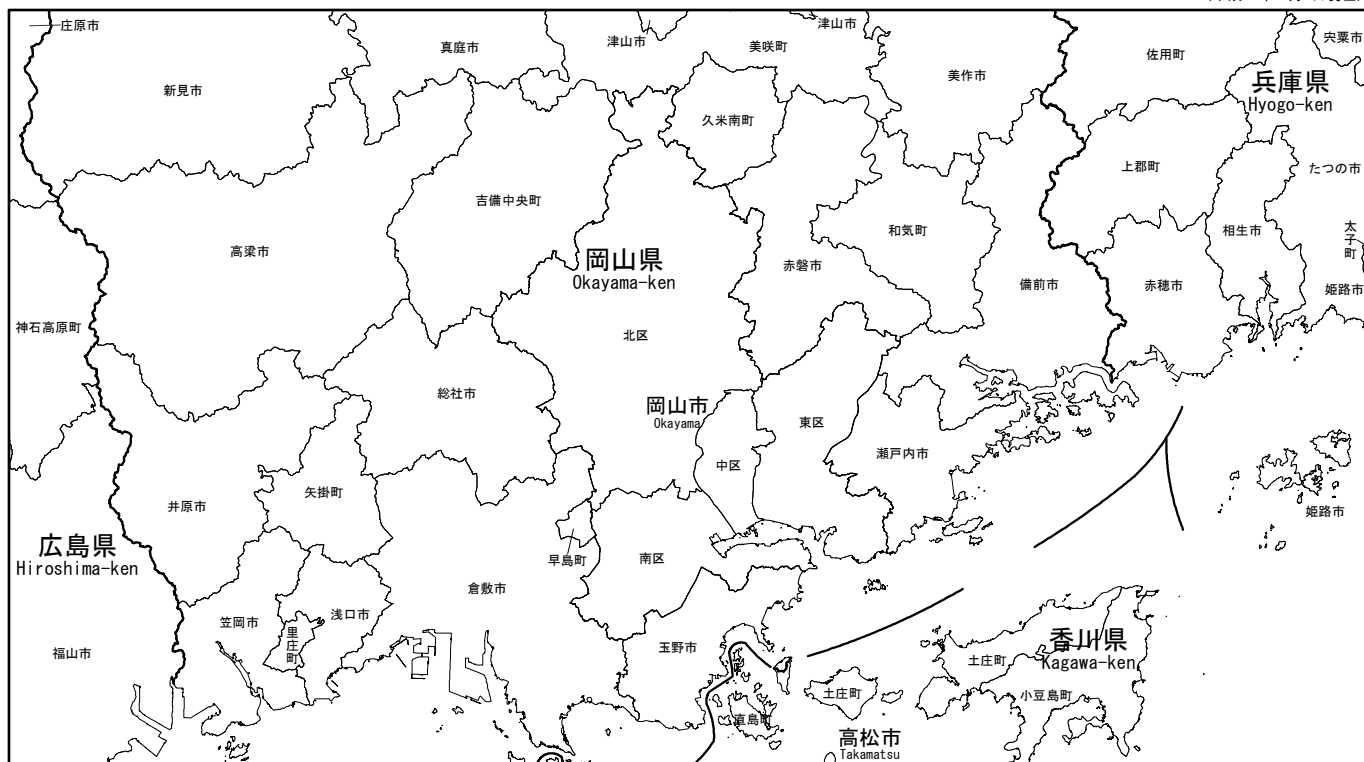 庄原市
真庭市
津山市
美咲町
津山市
宍粟市
佐用町
新見市
美作市
兵庫県
Hyogo-ken
久米南町
上郡町
たつの市
吉備中央町
和気町
相生市
太子町
高梁市
岡山県
Okayama-ken
赤磐市
備前市
赤穂市
姫路市
神石高原町
北区
総社市
岡山市
Okayama
東区
瀬戸内市
中区
矢掛町
井原市
姫路市
広島県
Hiroshima-ken
早島町
南区
倉敷市
浅口市
笠岡市
里庄町
福山市
玉野市
香川県
Kagawa-ken
土庄町
土庄町
小豆島町
直島町
高松市
Takamatsu